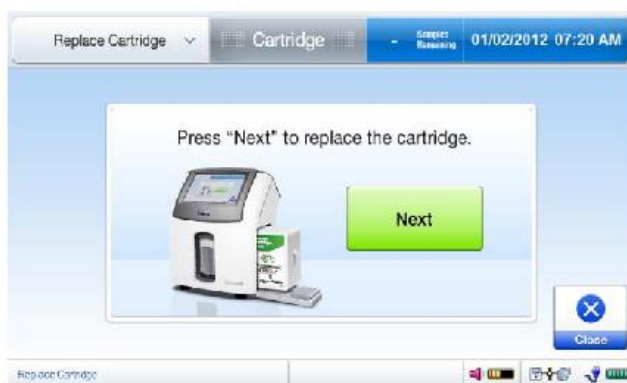 Replace Cartridge
Cartridge
- Samples
Remaining
01/02/2012 07:20 AM
Press "Next" to replace the cartridge.
Next
Close
Replace Cartridge